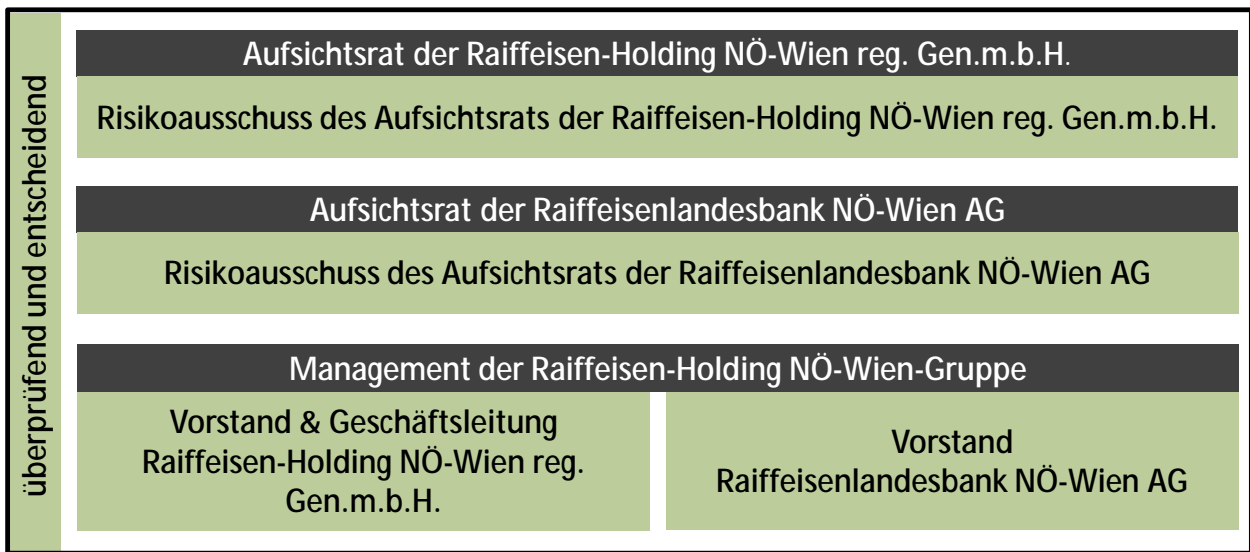 überprüfend und entscheidend
Aufsichtsrat der Raiffeisen-Holding NÖ-Wien reg. Gen.m.b.H.
Risikoausschuss des Aufsichtsrats der Raiffeisen-Holding NÖ-Wien reg. Gen.m.b.H.
Aufsichtsrat der Raiffeisenlandesbank NÖ-Wien AG
Risikoausschuss des Aufsichtsrats der Raiffeisenlandesbank NÖ-Wien AG
Management der Raiffeisen-Holding NÖ-Wien-Gruppe
Vorstand & Geschäftsleitung
Raiffeisen-Holding NÖ-Wien reg.
Gen.m.b.H.
Vorstand
Raiffeisenlandesbank NÖ-Wien AG